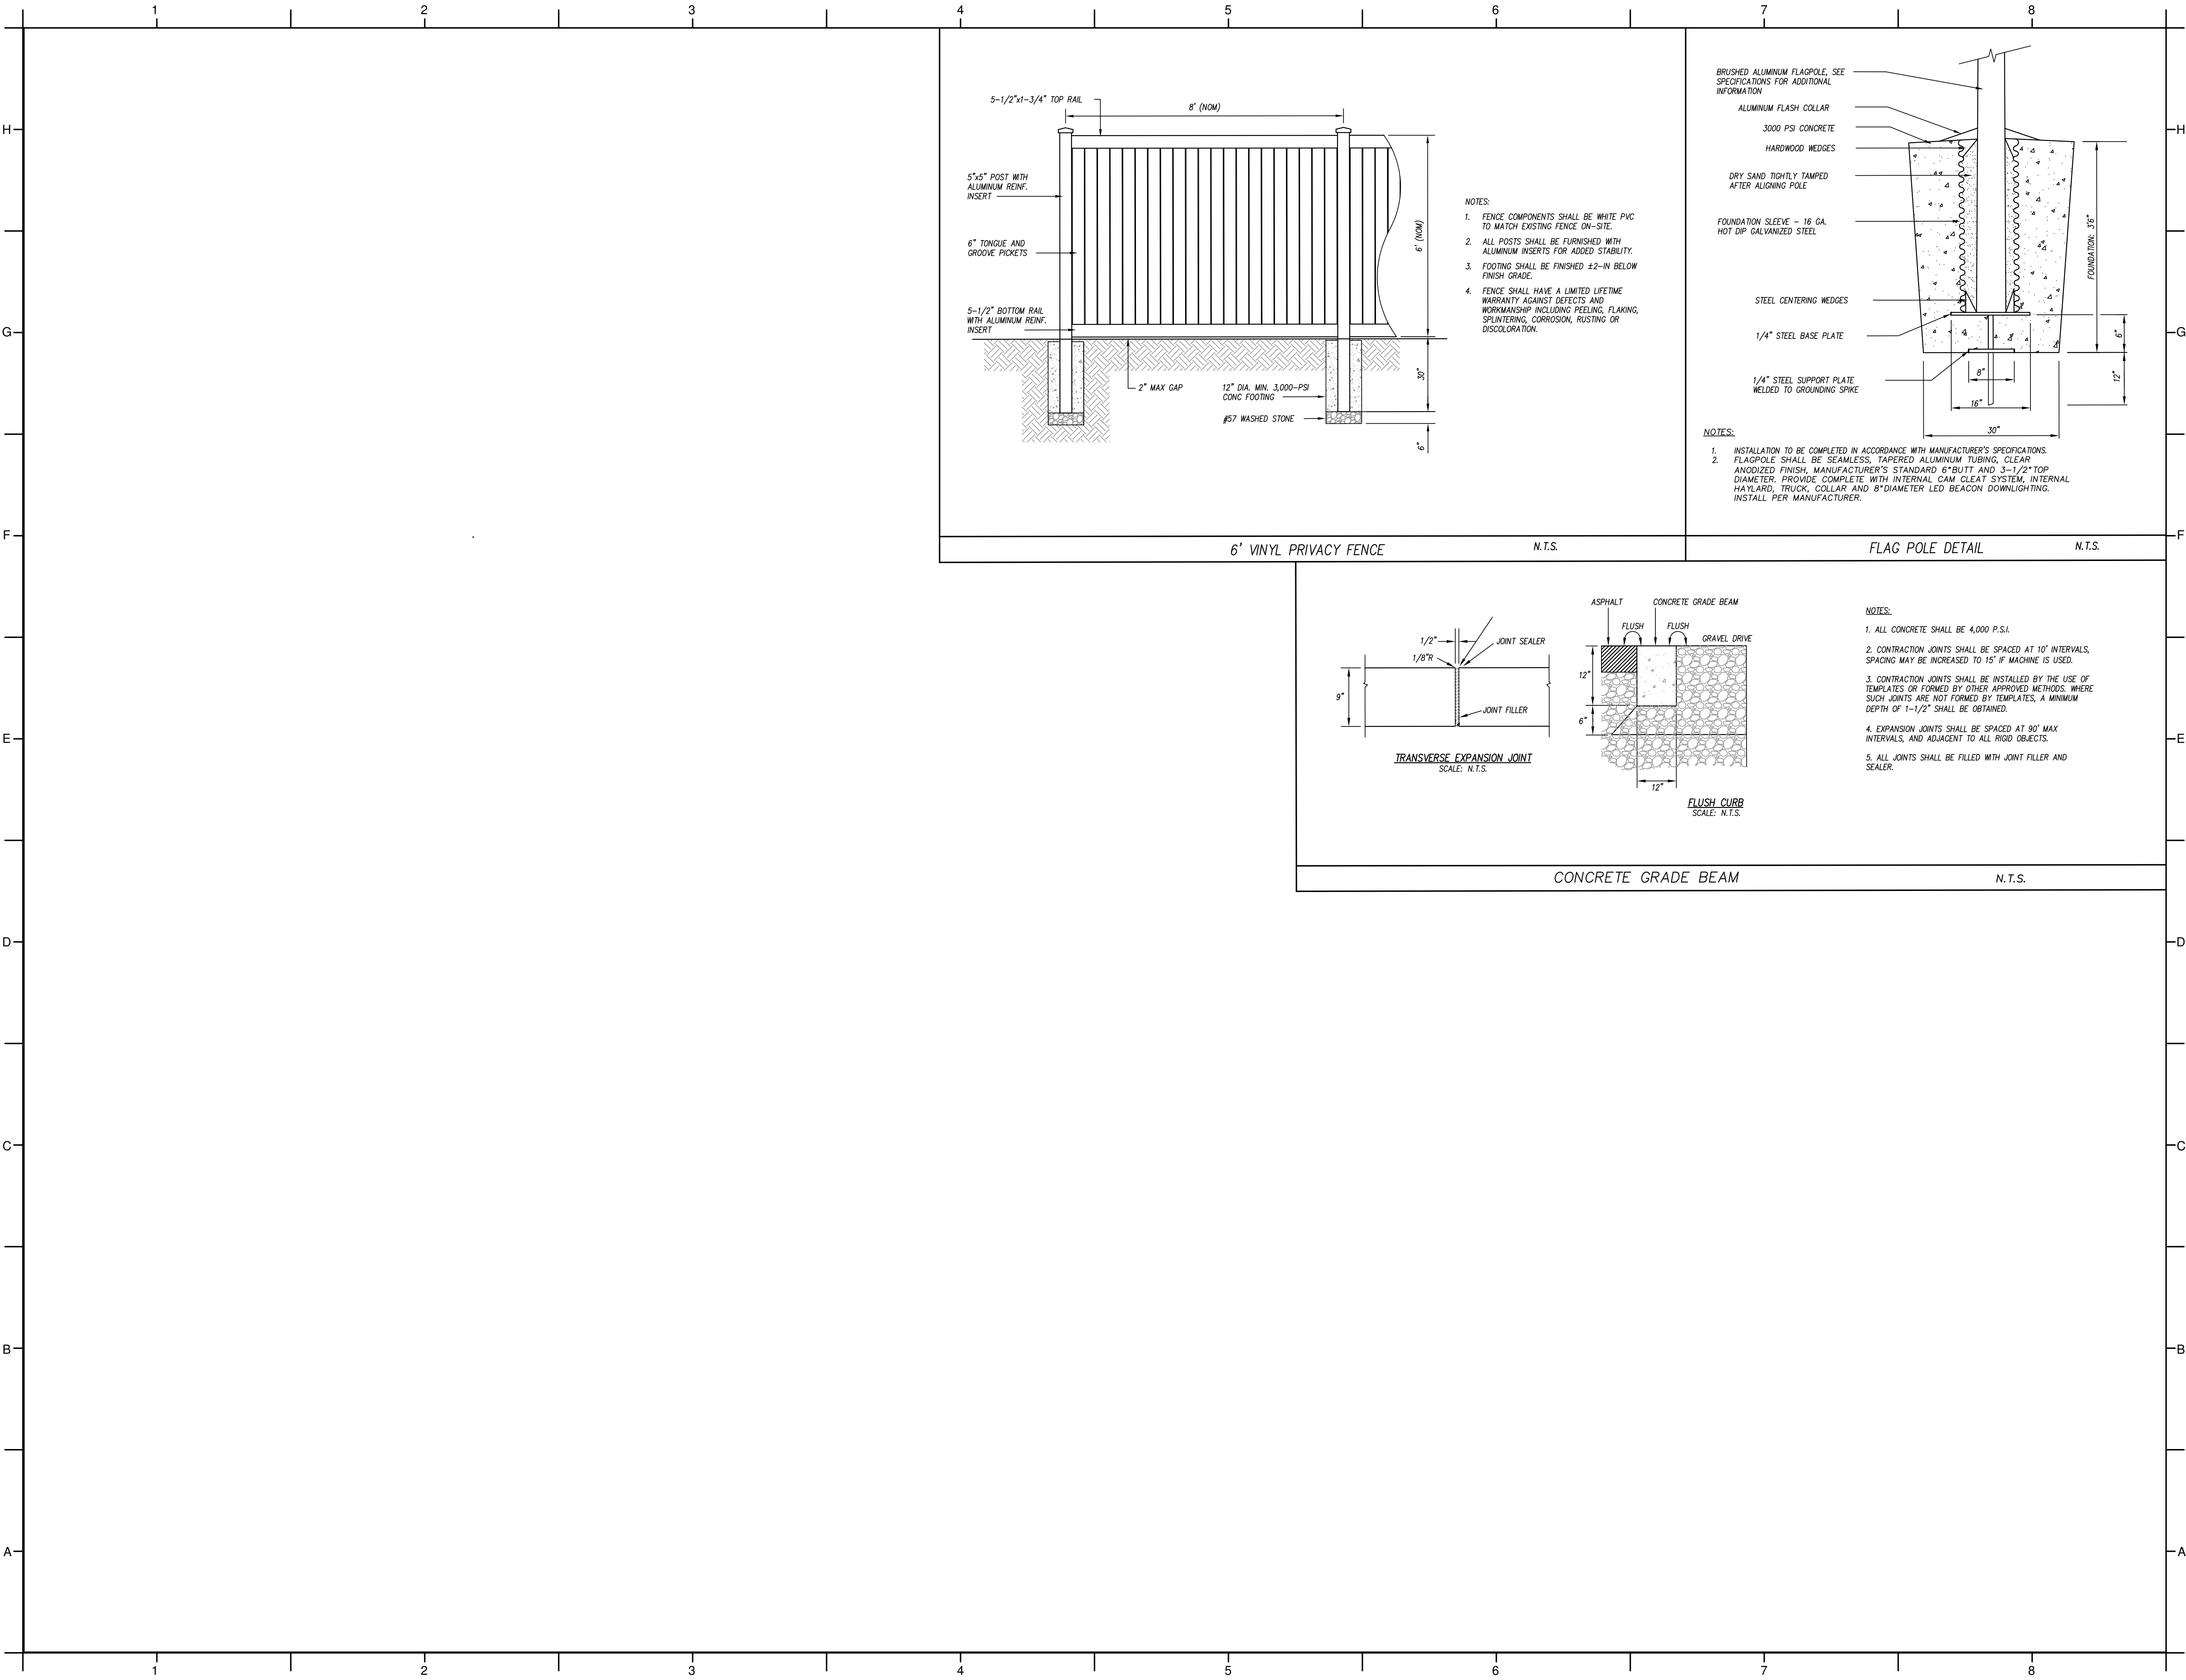 1 2 3 4 5 6 7 8
H
G
F
E
D
C
B
A
5-1/2"x1-3/4" TOP RAIL
8' (NOM)
5"x5" POST WITH
ALUMINUM REINF.
INSERT
6" TONGUE AND
GROOVE PICKETS
5-1/2" BOTTOM RAIL
WITH ALUMINUM REINF.
INSERT
6' (NOM)
30"
6"
2" MAX GAP
12" DIA. MIN. 3,000-PSI
CONC FOOTING
#57 WASHED STONE
NOTES:
1. FENCE COMPONENTS SHALL BE WHITE PVC
TO MATCH EXISTING FENCE ON-SITE.
2. ALL POSTS SHALL BE FURNISHED WITH
ALUMINUM INSERTS FOR ADDED STABILITY.
3. FOOTING SHALL BE FINISHED ±2-IN BELOW
FINISH GRADE.
4. FENCE SHALL HAVE A LIMITED LIFETIME
WARRANTY AGAINST DEFECTS AND
WORKMANSHIP INCLUDING PEELING, FLAKING,
SPLINTERING, CORROSION, RUSTING OR
DISCOLORATION.
6' VINYL PRIVACY FENCE N.T.S.
BRUSHED ALUMINUM FLAGPOLE, SEE
SPECIFICATIONS FOR ADDITIONAL
INFORMATION
ALUMINUM FLASH COLLAR
3000 PSI CONCRETE
HARDWOOD WEDGES
DRY SAND TIGHTLY TAMPED
AFTER ALIGNING POLE
FOUNDATION SLEEVE - 16 GA.
HOT DIP GALVANIZED STEEL
STEEL CENTERING WEDGES
1/4" STEEL BASE PLATE
1/4" STEEL SUPPORT PLATE
WELDED TO GROUNDING SPIKE
FOUNDATION: 3'6"
6"
12"
8"
16"
30"
NOTES:
1. INSTALLATION TO BE COMPLETED IN ACCORDANCE WITH MANUFACTURER'S SPECIFICATIONS.
2. FLAGPOLE SHALL BE SEAMLESS, TAPERED ALUMINUM TUBING, CLEAR
ANODIZED FINISH, MANUFACTURER'S STANDARD 6"BUTT AND 3-1/2"TOP
DIAMETER. PROVIDE COMPLETE WITH INTERNAL CAM CLEAT SYSTEM, INTERNAL
HAYLARD, TRUCK, COLLAR AND 8"DIAMETER LED BEACON DOWNLIGHTING.
INSTALL PER MANUFACTURER.
FLAG POLE DETAIL N.T.S.
1/2"
JOINT SEALER
1/8"R
9"
JOINT FILLER
TRANSVERSE EXPANSION JOINT
SCALE: N.T.S.
ASPHALT CONCRETE GRADE BEAM
FLUSH FLUSH
GRAVEL DRIVE
12"
6"
12"
FLUSH CURB
SCALE: N.T.S.
NOTES:
1. ALL CONCRETE SHALL BE 4,000 P.S.I.
2. CONTRACTION JOINTS SHALL BE SPACED AT 10' INTERVALS,
SPACING MAY BE INCREASED TO 15' IF MACHINE IS USED.
3. CONTRACTION JOINTS SHALL BE INSTALLED BY THE USE OF
TEMPLATES OR FORMED BY OTHER APPROVED METHODS. WHERE
SUCH JOINTS ARE NOT FORMED BY TEMPLATES, A MINIMUM
DEPTH OF 1-1/2" SHALL BE OBTAINED.
4. EXPANSION JOINTS SHALL BE SPACED AT 90' MAX
INTERVALS, AND ADJACENT TO ALL RIGID OBJECTS.
5. ALL JOINTS SHALL BE FILLED WITH JOINT FILLER AND
SEALER.
CONCRETE GRADE BEAM N.T.S.
H
G
F
E
D
C
B
A
1 2 3 4 5 6 7 8